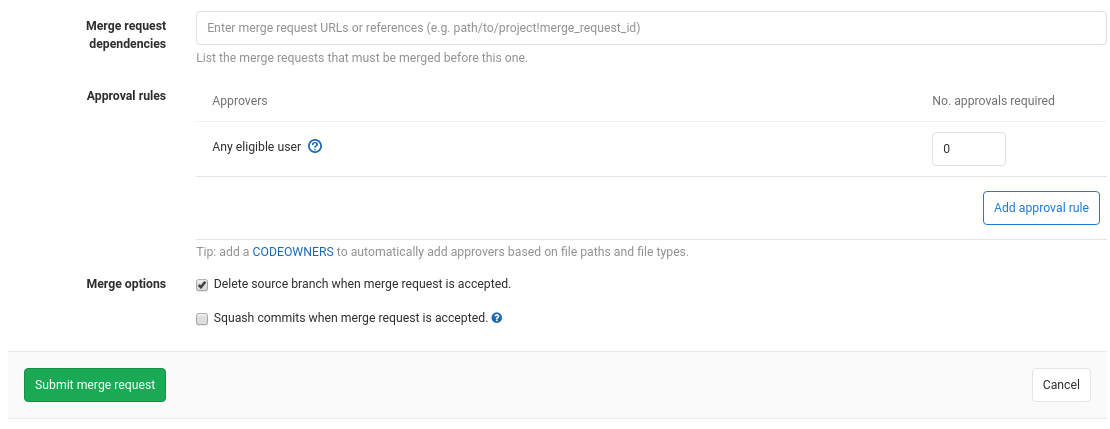 Merge request
dependencies
Enter merge request URLs or references (e.g. path/to/project!merge_request_id)
List the merge requests that must be merged before this one.
Approval rules
Approvers
No. approvals required
Any eligible user ?
0
Add approval rule
Tip: add a CODEOWNERS to automatically add approvers based on file paths and file types.
Merge options
Delete source branch when merge request is accepted.
Squash commits when merge request is accepted. ?
Submit merge request
Cancel